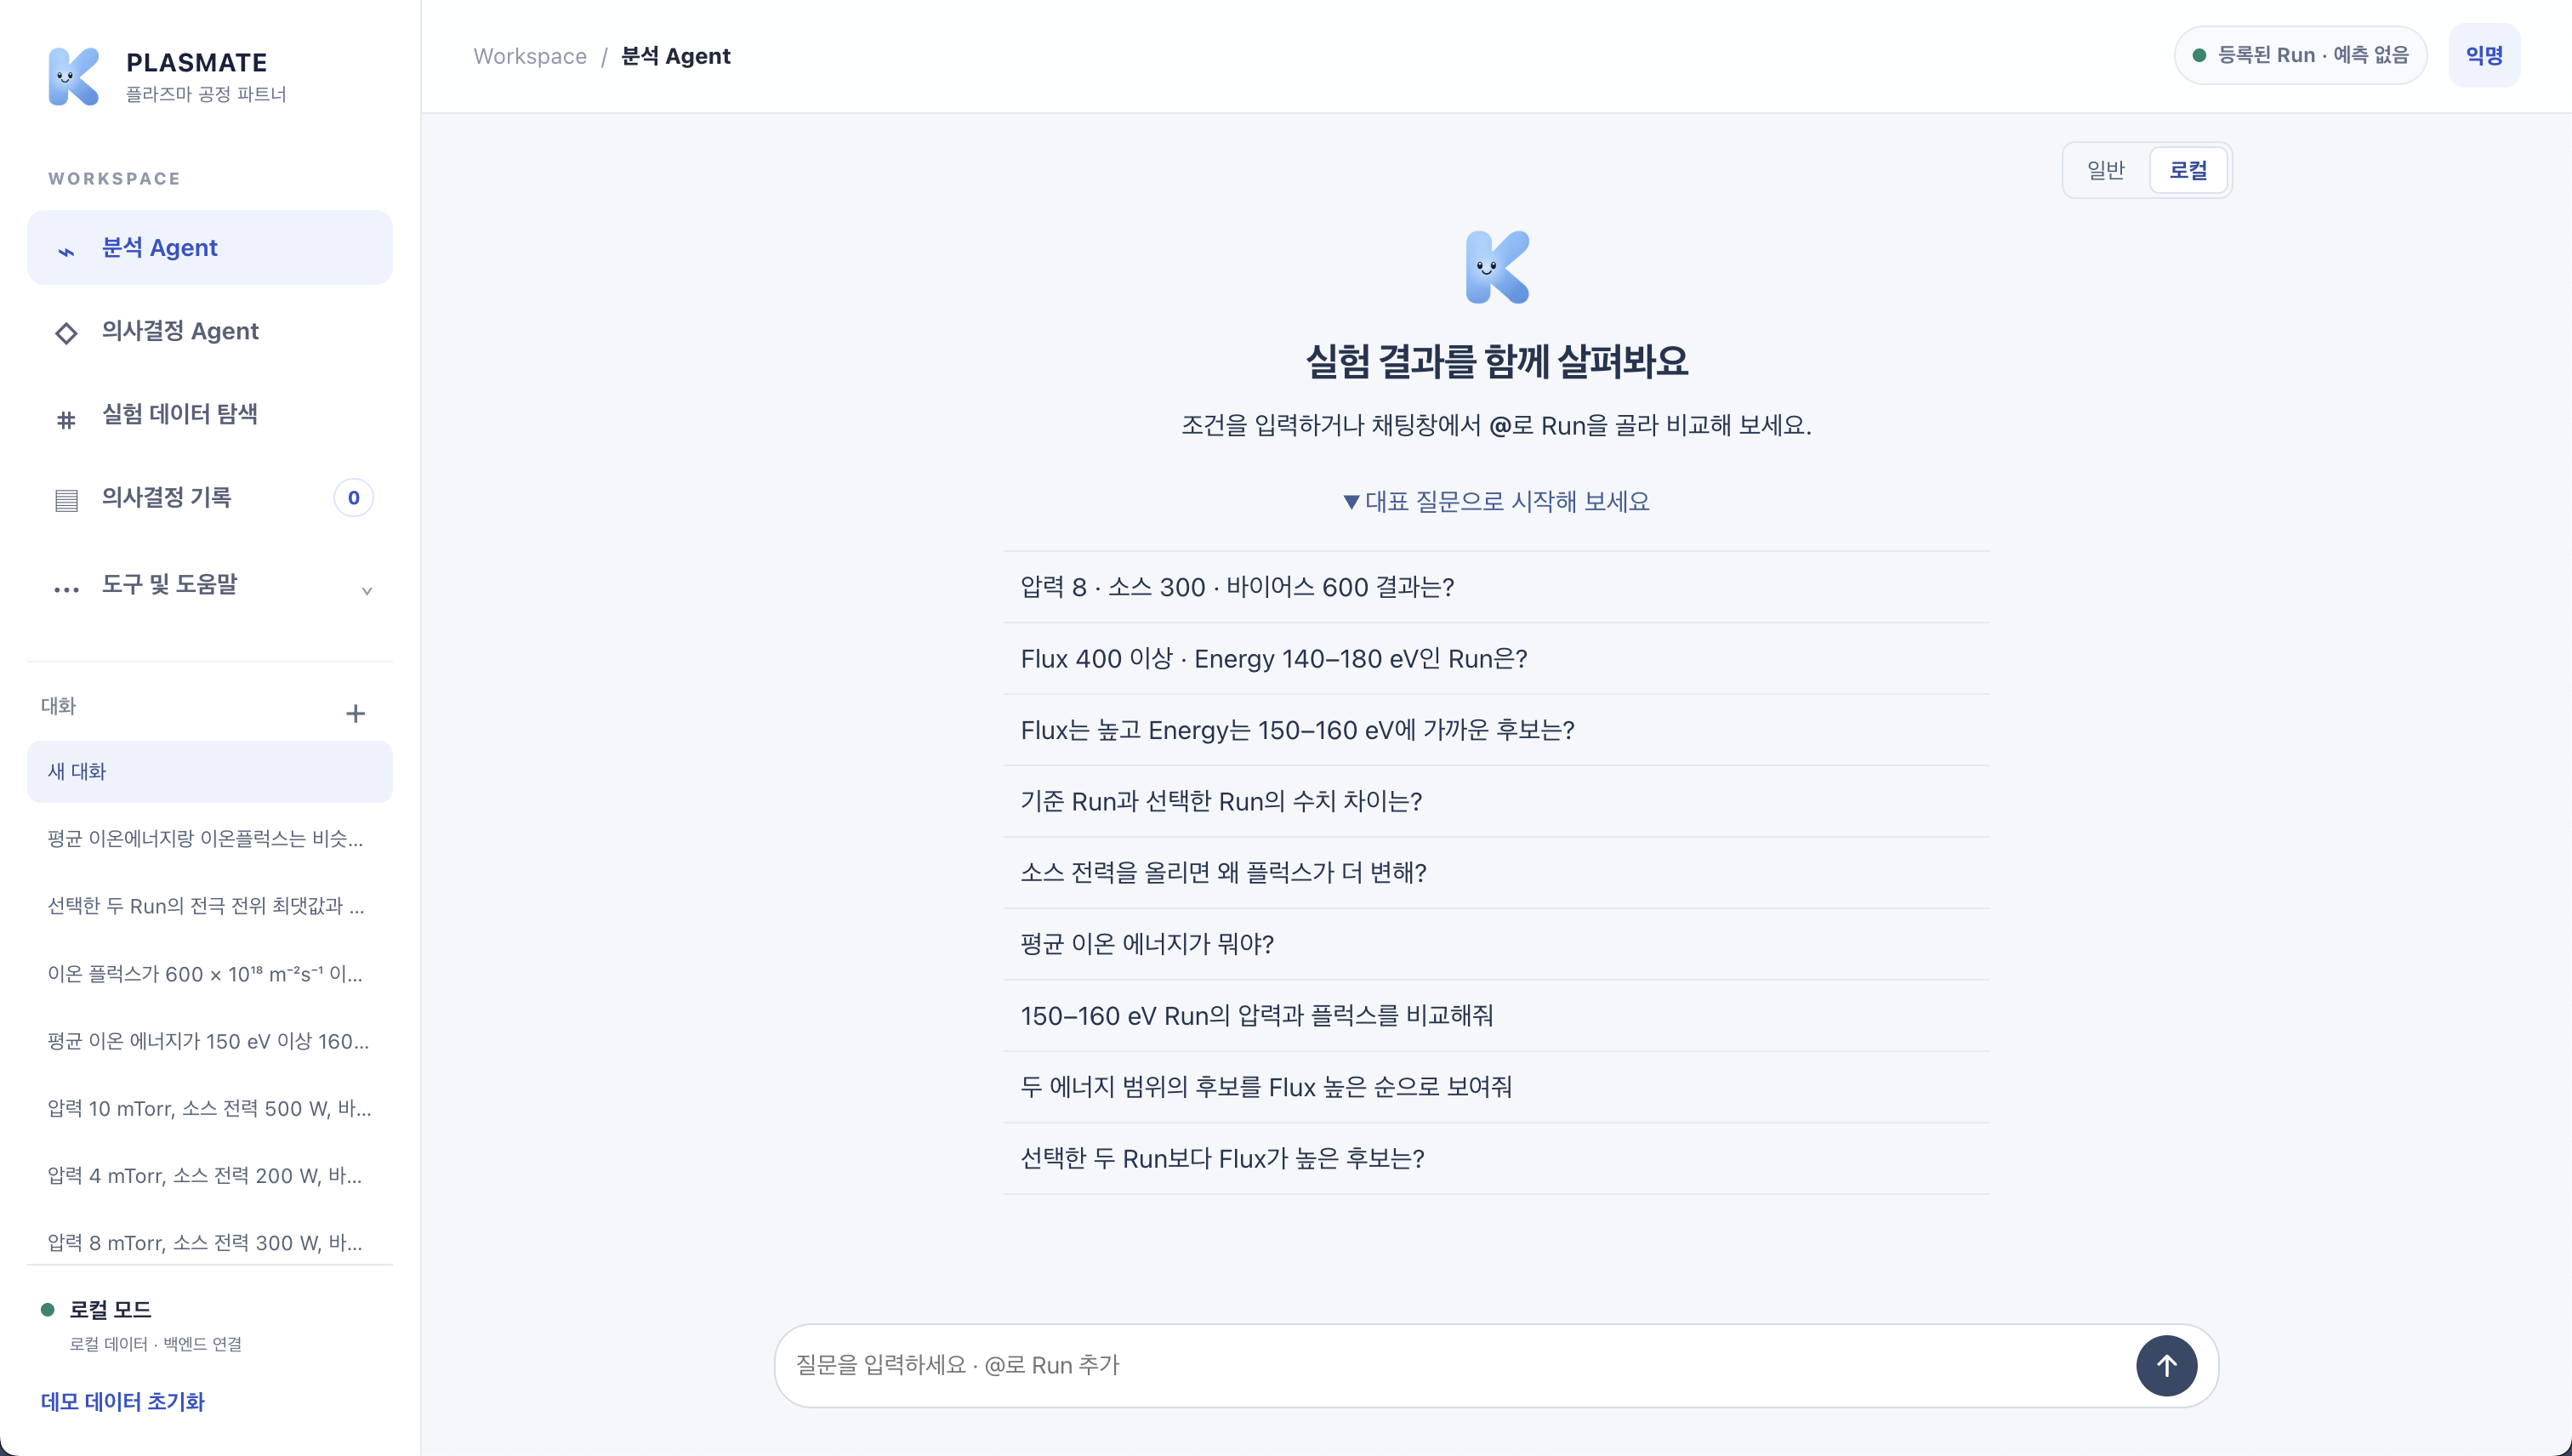 PLASMATE
플라즈마 공정 파트너
WORKSPACE
분석 Agent
의사결정 Agent
실험 데이터 탐색
의사결정 기록 0
도구 및 도움말
대화 +
새 대화
평균 이온에너지랑 이온플럭스는 비슷...
선택한 두 Run의 전극 전위 최댓값과 ...
이온 플럭스가 600 × 10¹⁸ m⁻²s⁻¹ 이...
평균 이온 에너지가 150 eV 이상 160...
압력 10 mTorr, 소스 전력 500 W, 바...
압력 4 mTorr, 소스 전력 200 W, 바...
압력 8 mTorr, 소스 전력 300 W, 바...
로컬 모드
로컬 데이터 · 백엔드 연결
데모 데이터 초기화
Workspace / 분석 Agent
등록된 Run · 예측 없음
익명
일반 로컬
실험 결과를 함께 살펴봐요
조건을 입력하거나 채팅창에서 @로 Run을 골라 비교해 보세요.
▼ 대표 질문으로 시작해 보세요
압력 8 · 소스 300 · 바이어스 600 결과는?
Flux 400 이상 · Energy 140–180 eV인 Run은?
Flux는 높고 Energy는 150–160 eV에 가까운 후보는?
기준 Run과 선택한 Run의 수치 차이는?
소스 전력을 올리면 왜 플럭스가 더 변해?
평균 이온 에너지가 뭐야?
150–160 eV Run의 압력과 플럭스를 비교해줘
두 에너지 범위의 후보를 Flux 높은 순으로 보여줘
선택한 두 Run보다 Flux가 높은 후보는?
질문을 입력하세요 · @로 Run 추가